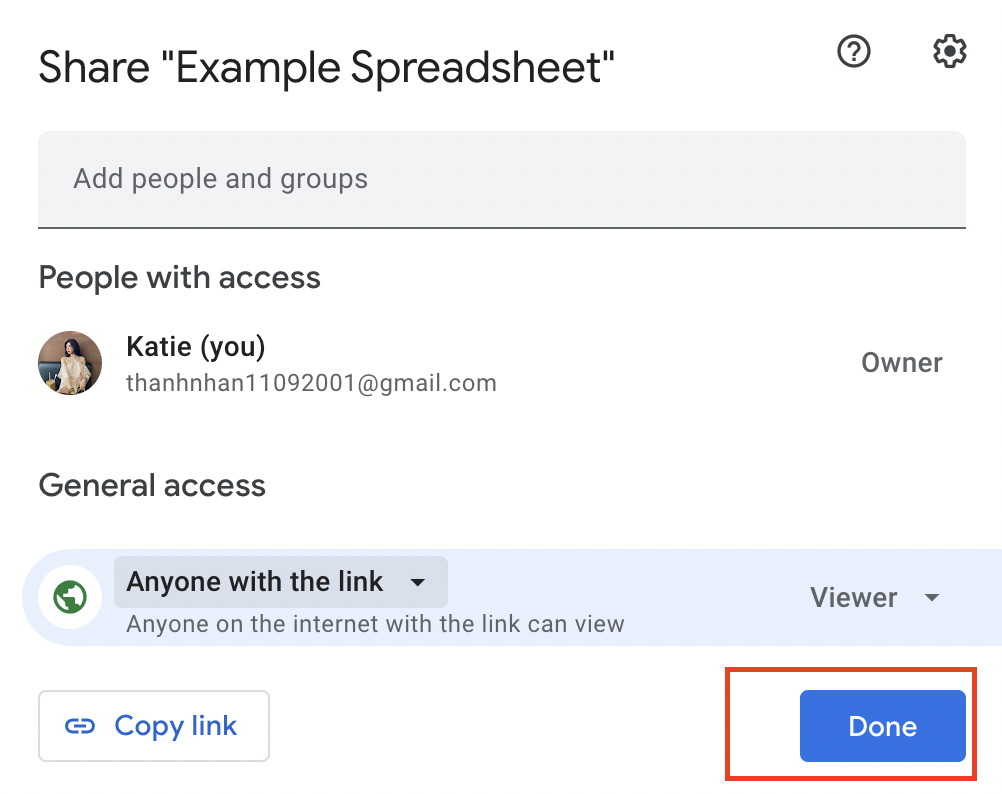 Share "Example Spreadsheet"
Add people and groups
People with access
Katie (you)
thanhnhan11092001@gmail.com
Owner
General access
Anyone with the link
Anyone on the internet with the link can view
Viewer
Copy link
Done